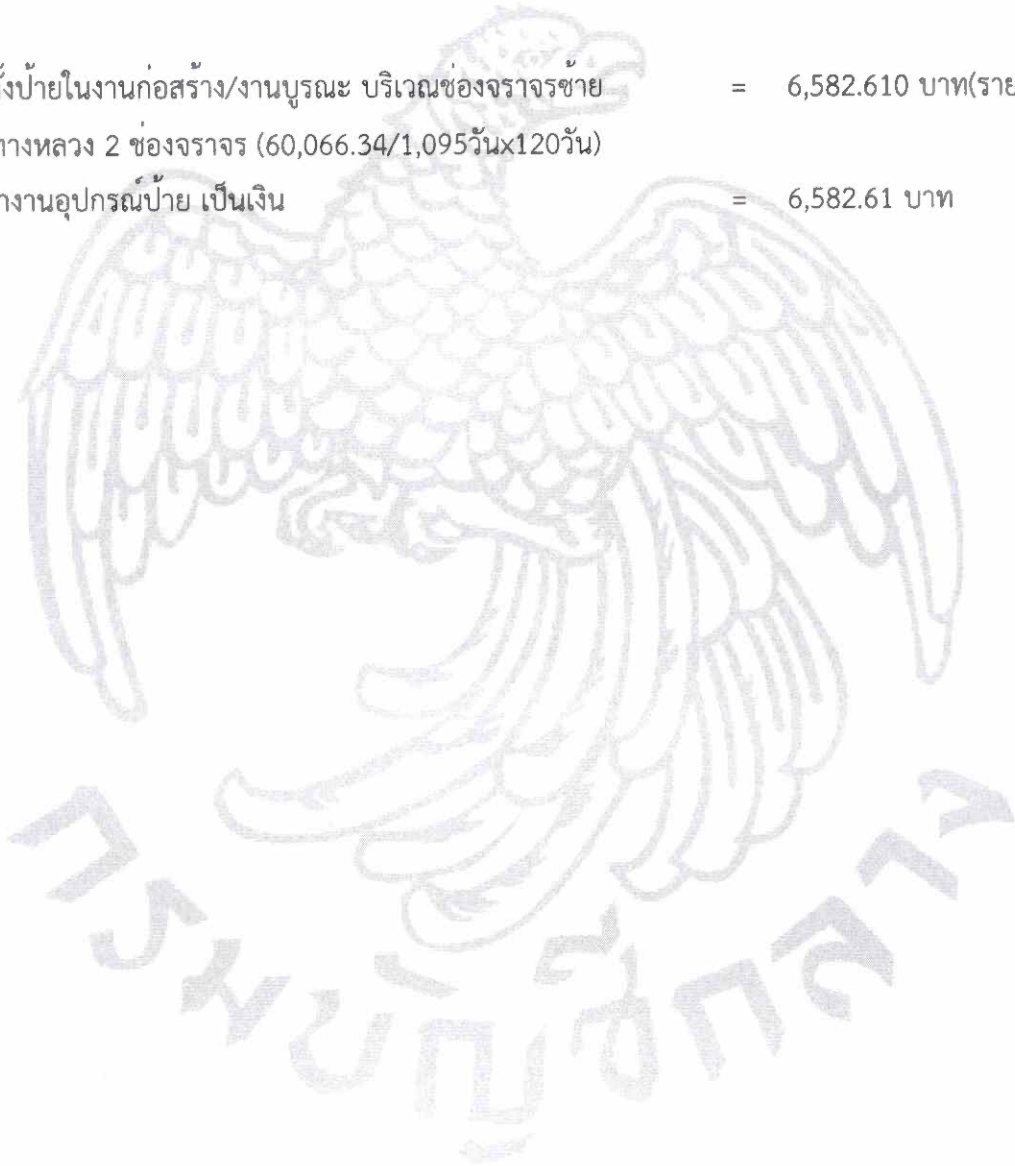 ั้งป้ายในงานก่อสร้าง/งานบูรณะ บริเวณช่องจราจรซ้าย = 6,582.610 บาท(ราย
ทางหลวง 2 ช่องจราจร (60,066.34/1,095วันx120วัน)
างานอุปกรณ์ป้าย เป็นเงิน = 6,582.61 บาท
กรมบัญชีกลาง